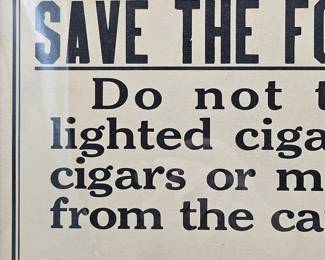 SAVE THE FO
Do not t
lighted ciga
cigars or m
from the ca